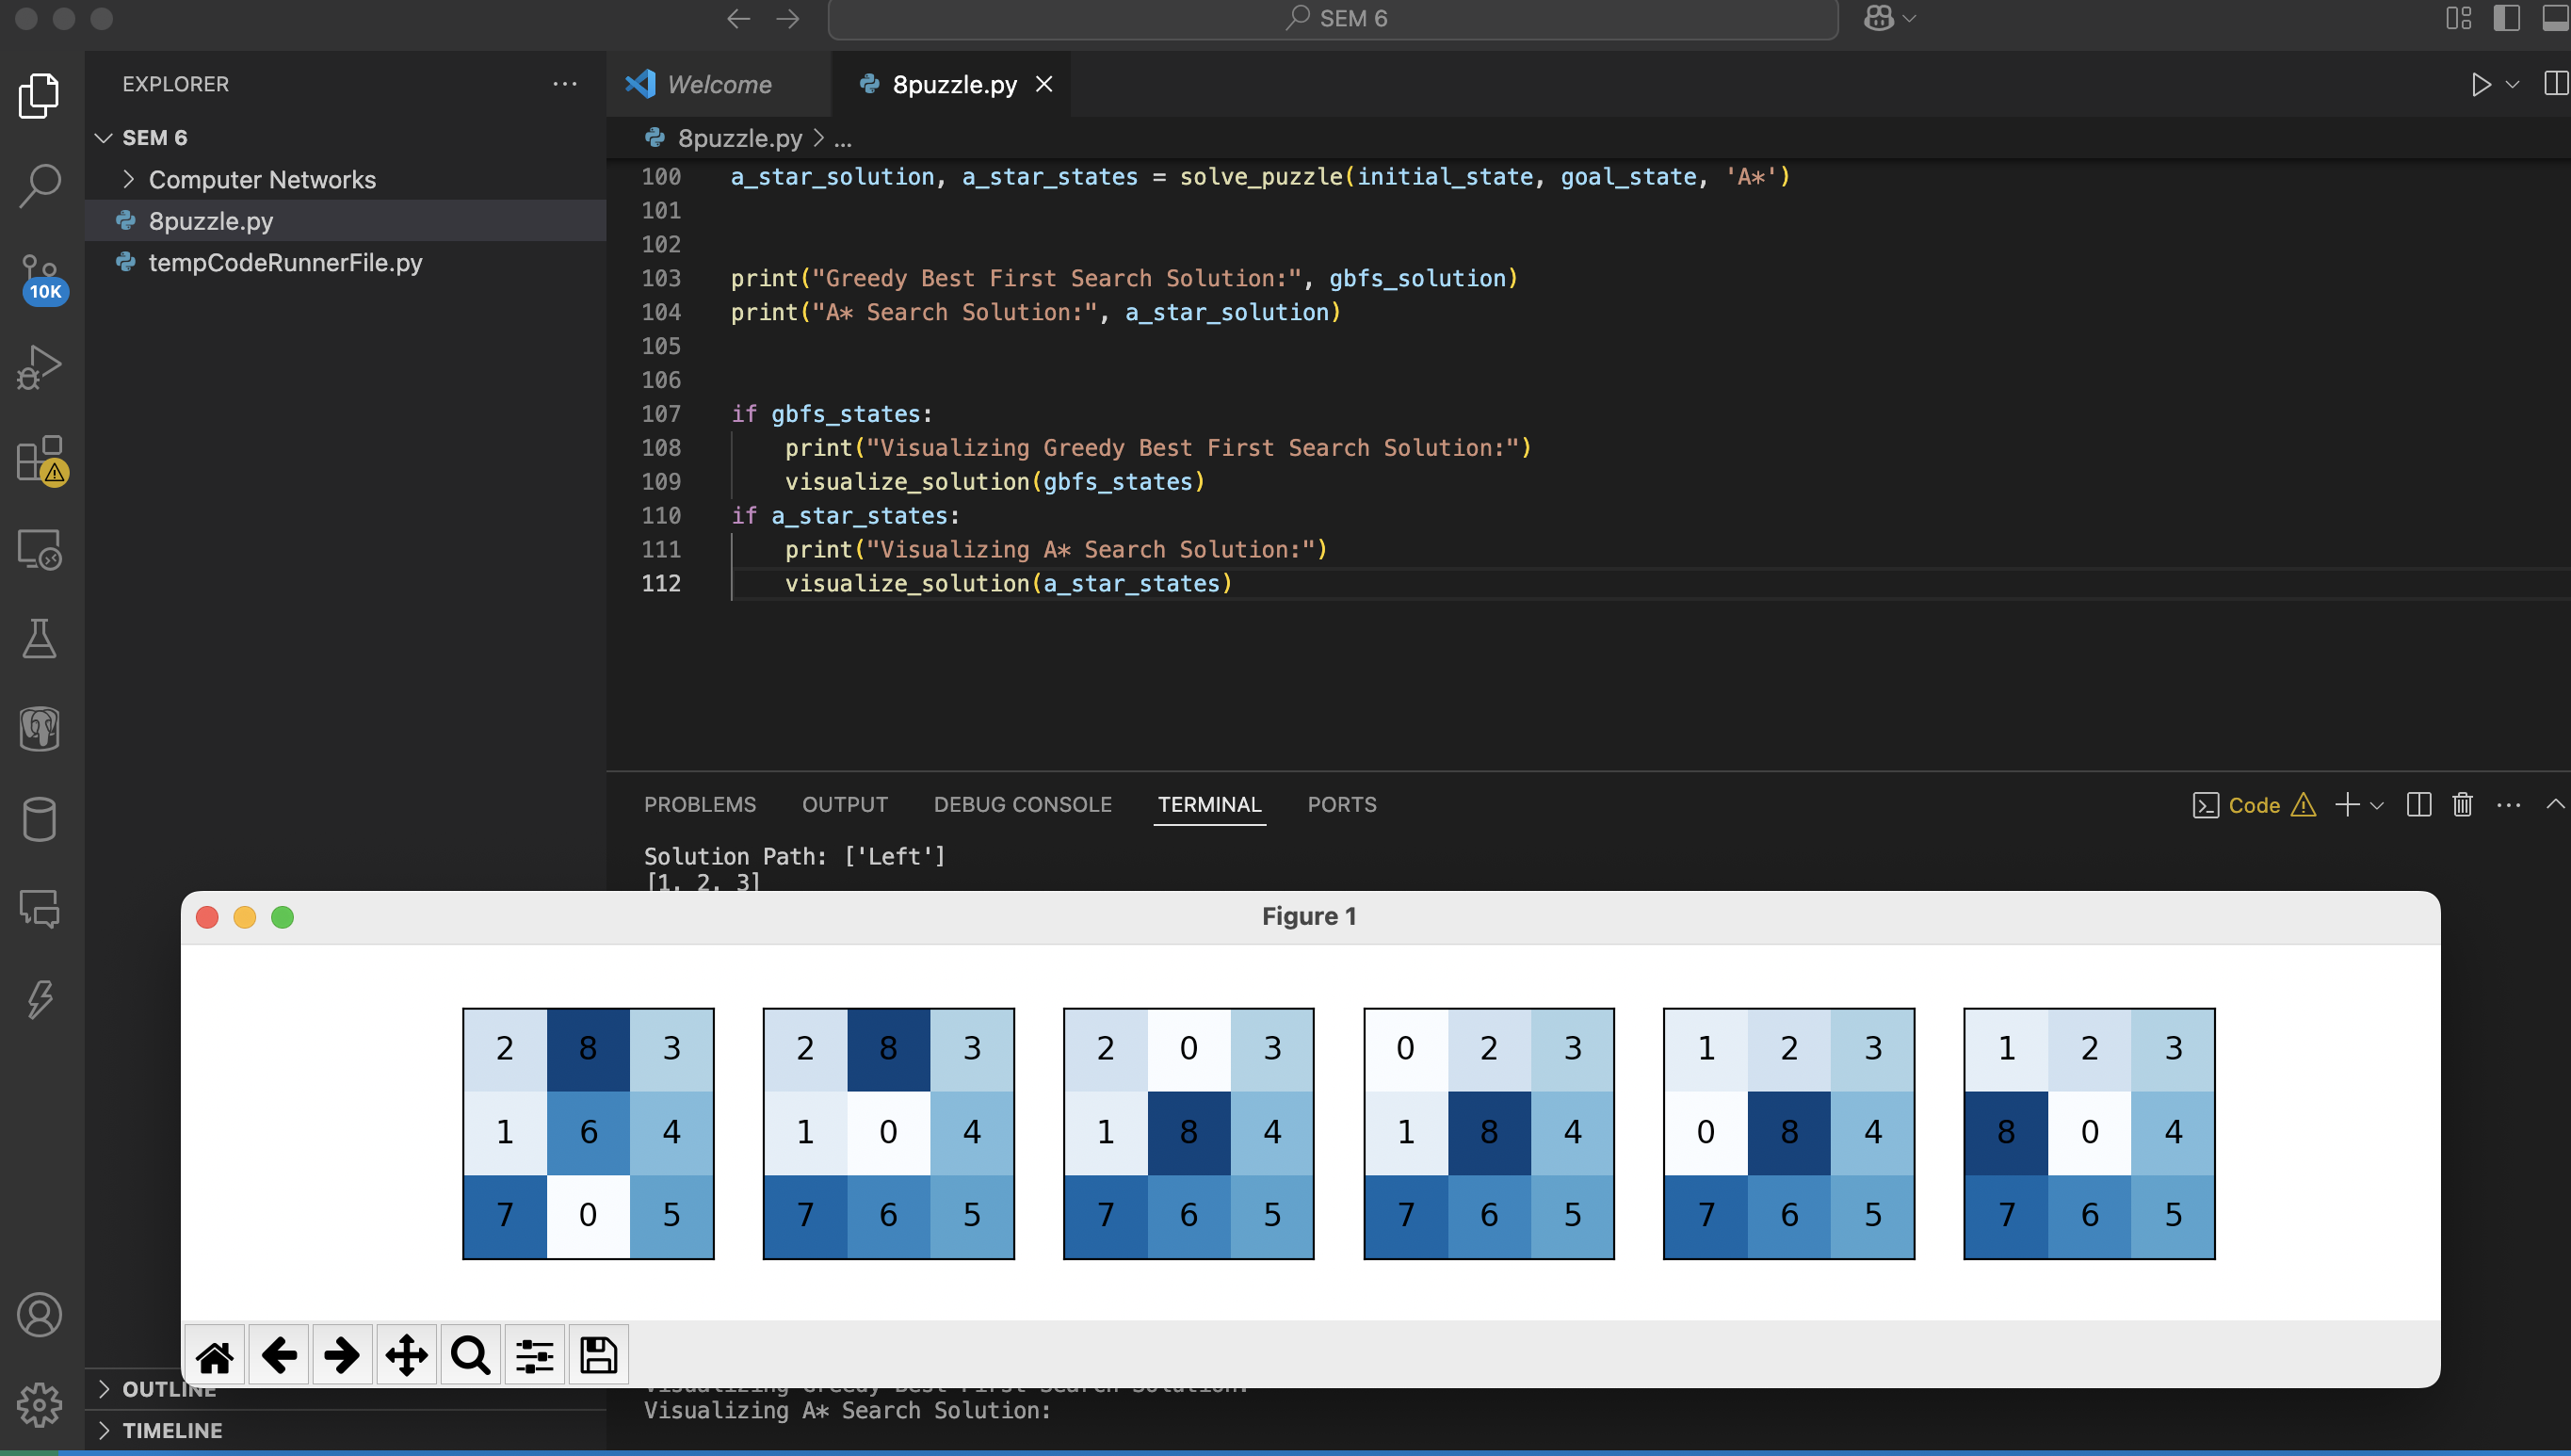 SEM 6
EXPLORER
SEM 6
Computer Networks
8puzzle.py
tempCodeRunnerFile.py
10K
Welcome
8puzzle.py
8puzzle.py > ...
100 a_star_solution, a_star_states = solve_puzzle(initial_state, goal_state, 'A*')
101
102
103 print("Greedy Best First Search Solution:", gbfs_solution)
104 print("A* Search Solution:", a_star_solution)
105
106
107 if gbfs_states:
108 print("Visualizing Greedy Best First Search Solution:")
109 visualize_solution(gbfs_states)
110 if a_star_states:
111 print("Visualizing A* Search Solution:")
112 visualize_solution(a_star_states)
PROBLEMS OUTPUT DEBUG CONSOLE TERMINAL PORTS
Code
Solution Path: ['Left']
[1, 2, 3]
Figure 1
2 8 3 2 8 3 2 0 3 0 2 3 1 2 3 1 2 3
1 6 4 1 0 4 1 8 4 1 8 4 0 8 4 8 0 4
7 0 5 7 6 5 7 6 5 7 6 5 7 6 5 7 6 5
Visualizing Greedy Best First Search Solution:
Visualizing A* Search Solution:
OUTLINE
TIMELINE